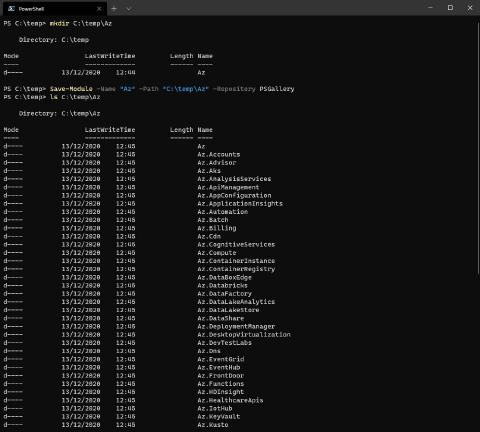 PowerShell
PS C:\temp> mkdir C:\temp\Az
Directory: C:\temp
Mode LastWriteTime Length Name
---- ------------- ------ ----
d---- 13/12/2020 12:44 Az
PS C:\temp> Save-Module -Name "Az" -Path "C:\temp\Az" -Repository PSGallery
PS C:\temp> ls C:\temp\Az
Directory: C:\temp\Az
Mode LastWriteTime Length Name
---- ------------- ------ ----
d---- 13/12/2020 12:45 Az
d---- 13/12/2020 12:45 Az.Accounts
d---- 13/12/2020 12:45 Az.Advisor
d---- 13/12/2020 12:45 Az.Aks
d---- 13/12/2020 12:45 Az.AnalysisServices
d---- 13/12/2020 12:45 Az.ApiManagement
d---- 13/12/2020 12:45 Az.AppConfiguration
d---- 13/12/2020 12:45 Az.ApplicationInsights
d---- 13/12/2020 12:45 Az.Automation
d---- 13/12/2020 12:45 Az.Batch
d---- 13/12/2020 12:45 Az.Billing
d---- 13/12/2020 12:45 Az.Cdn
d---- 13/12/2020 12:45 Az.CognitiveServices
d---- 13/12/2020 12:45 Az.Compute
d---- 13/12/2020 12:45 Az.ContainerInstance
d---- 13/12/2020 12:45 Az.ContainerRegistry
d---- 13/12/2020 12:45 Az.DataBoxEdge
d---- 13/12/2020 12:45 Az.Databricks
d---- 13/12/2020 12:45 Az.DataFactory
d---- 13/12/2020 12:45 Az.DataLakeAnalytics
d---- 13/12/2020 12:45 Az.DataLakeStore
d---- 13/12/2020 12:45 Az.DataShare
d---- 13/12/2020 12:45 Az.DeploymentManager
d---- 13/12/2020 12:45 Az.DesktopVirtualization
d---- 13/12/2020 12:45 Az.DevTestLabs
d---- 13/12/2020 12:45 Az.Dns
d---- 13/12/2020 12:45 Az.EventGrid
d---- 13/12/2020 12:45 Az.EventHub
d---- 13/12/2020 12:45 Az.FrontDoor
d---- 13/12/2020 12:45 Az.Functions
d---- 13/12/2020 12:45 Az.HDInsight
d---- 13/12/2020 12:45 Az.HealthcareApis
d---- 13/12/2020 12:45 Az.IotHub
d---- 13/12/2020 12:45 Az.KeyVault
d---- 13/12/2020 12:45 Az.Kusto